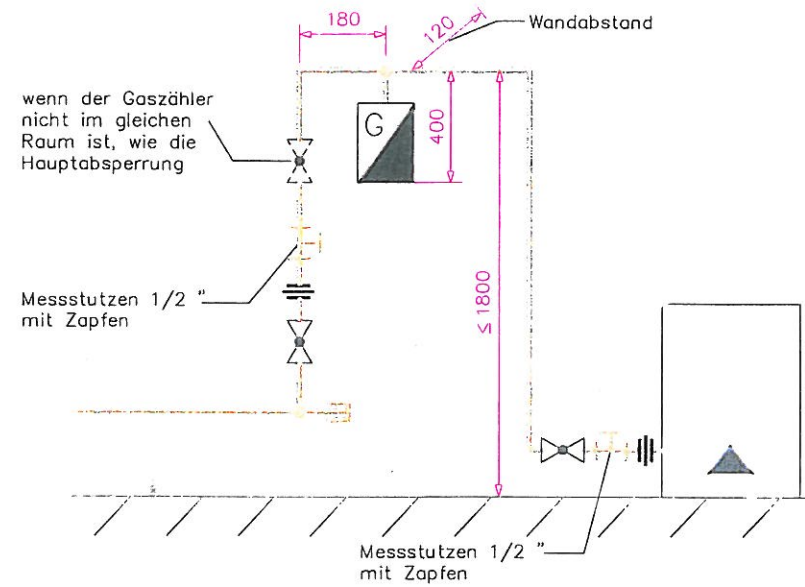 180
120
Wandabstand
wenn der Gaszähler
nicht im gleichen
Raum ist, wie die
Hauptabsperrung
G
400
Messstutzen 1/2 "
mit Zapfen
≤ 1800
Messstutzen 1/2 "
mit Zapfen